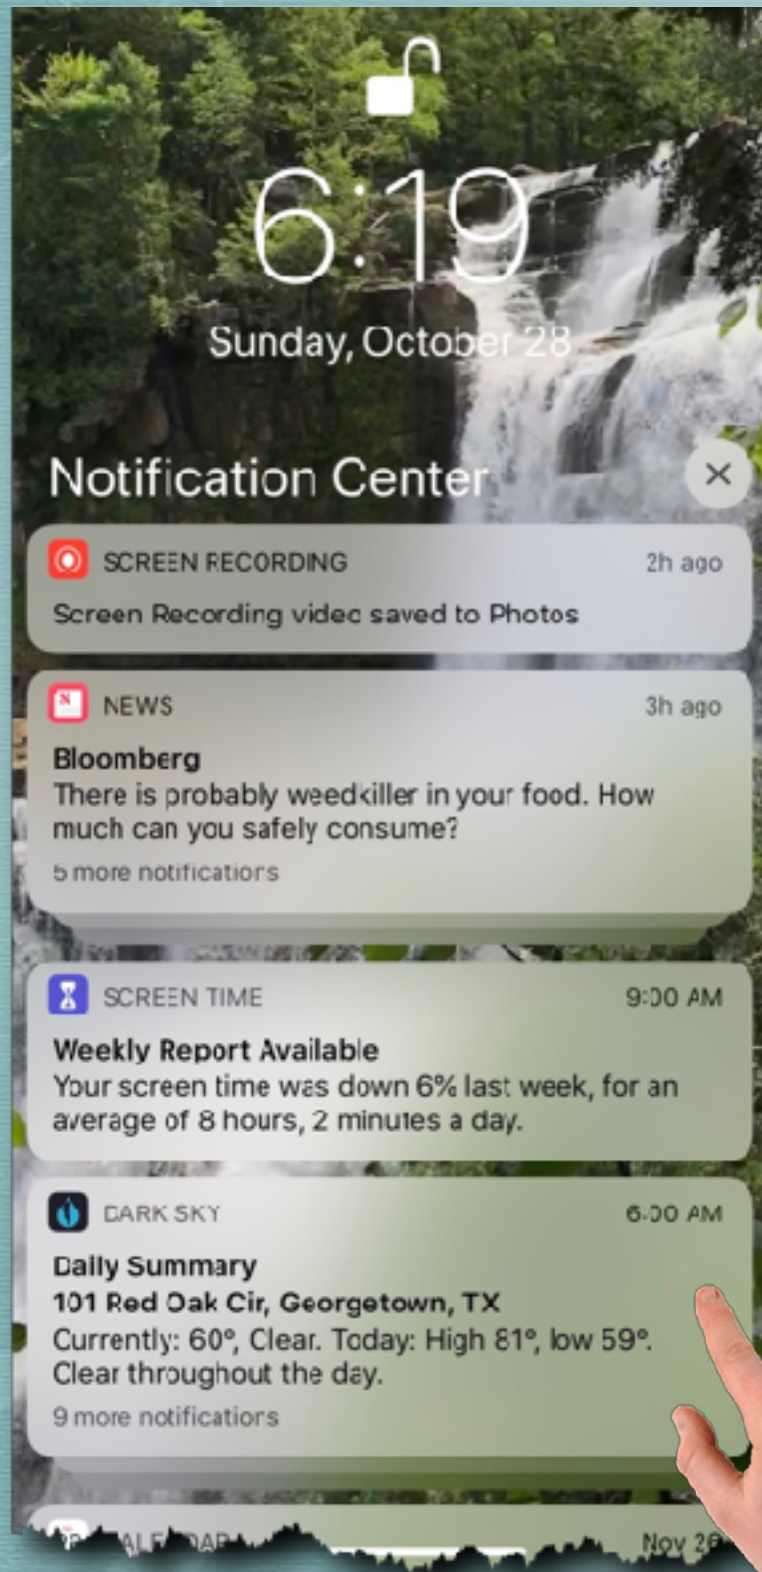 6:19
Sunday, October 28
Notification Center
SCREEN RECORDING 2h ago
Screen Recording video saved to Photos
NEWS 3h ago
Bloomberg
There is probably weedkiller in your food. How
much can you safely consume?
5 more notifications
SCREEN TIME 9:00 AM
Weekly Report Available
Your screen time was down 6% last week, for an
average of 8 hours, 2 minutes a day.
DARK SKY 6:00 AM
Daily Summary
101 Red Oak Cir, Georgetown, TX
Currently: 60°, Clear. Today: High 81°, low 59°.
Clear throughout the day.
9 more notifications
CALENDAR Nov 26